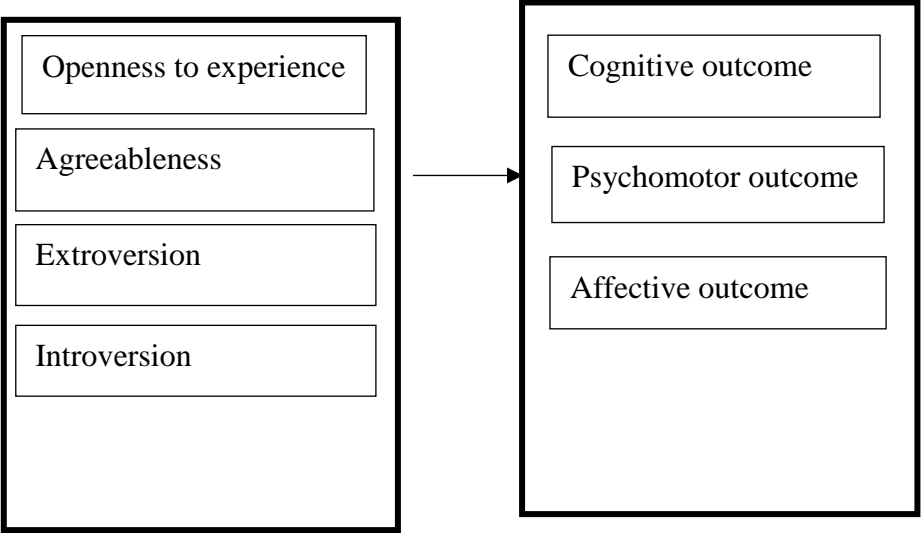 Openness to experience
Agreeableness
Extroversion
Introversion
Cognitive outcome
Psychomotor outcome
Affective outcome